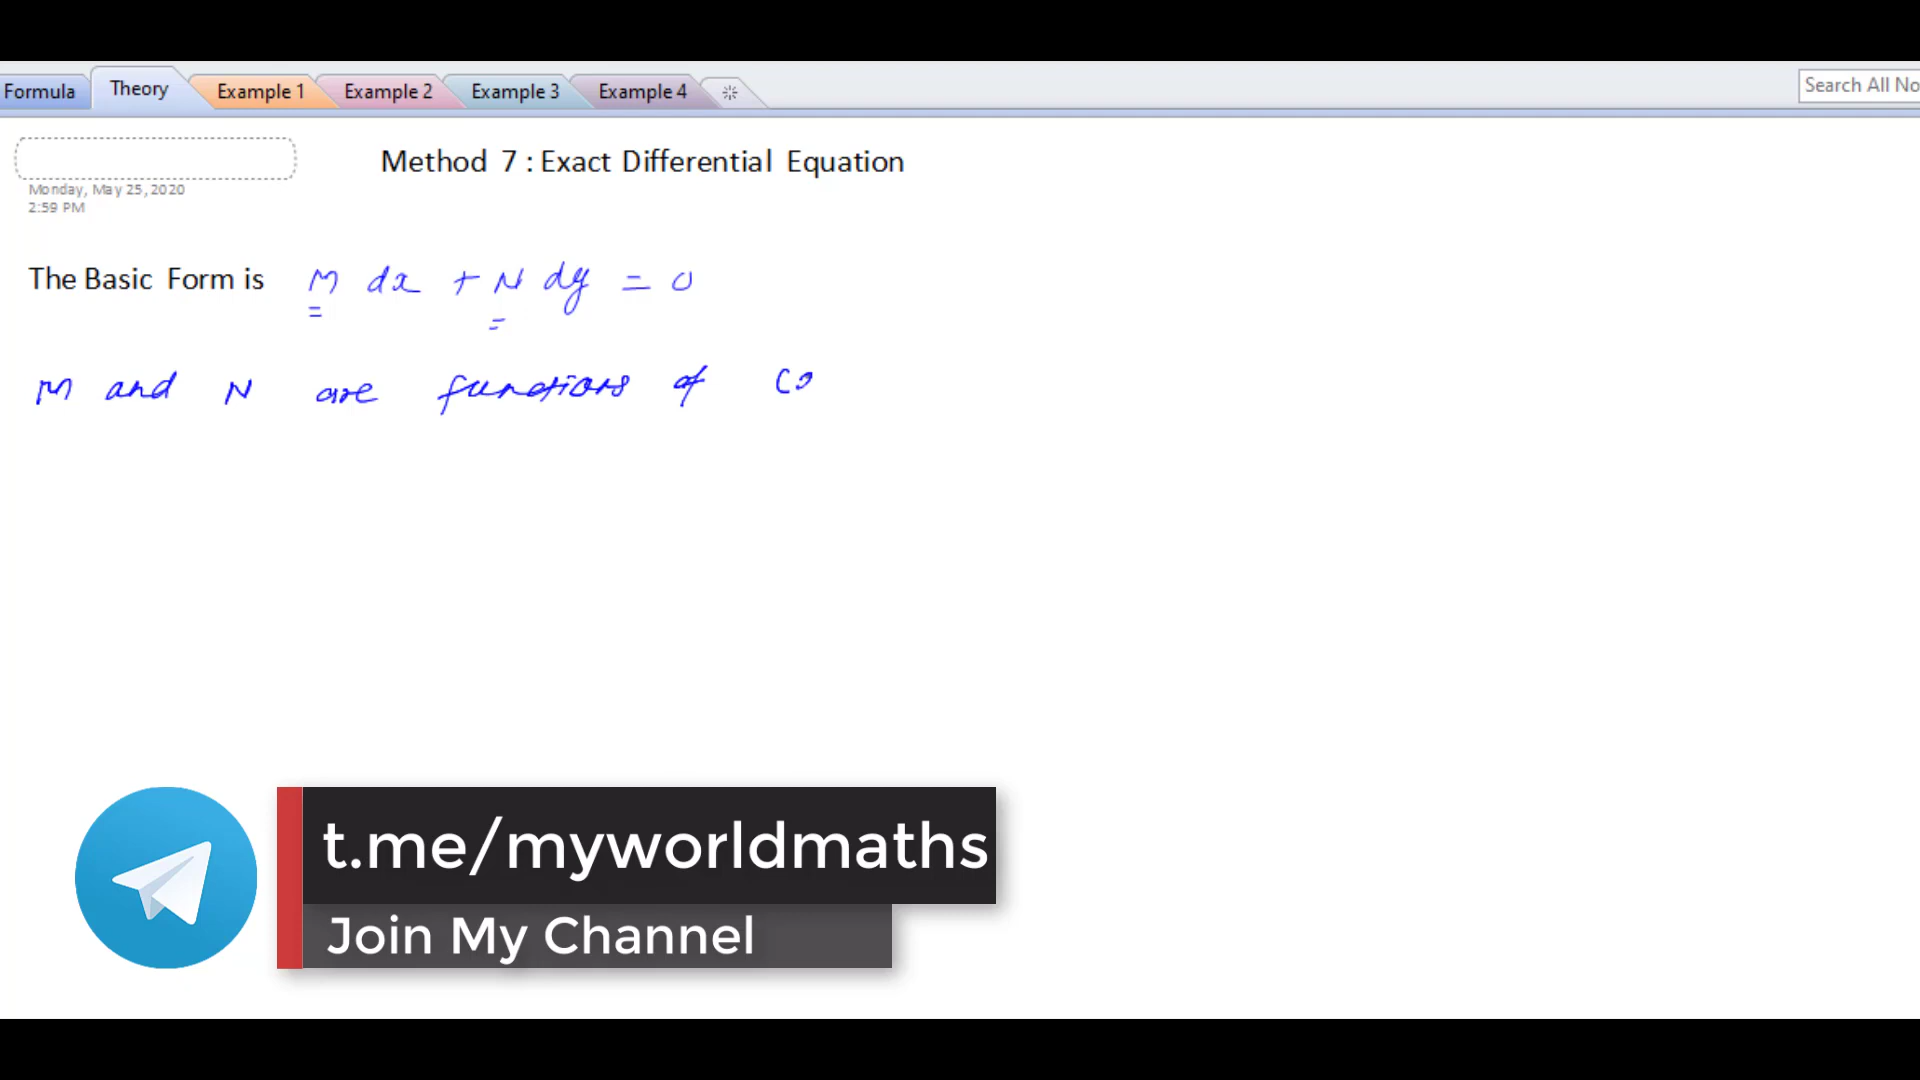 Formula Theory Example 1 Example 2 Example 3 Example 4 Search All No
Method 7 : Exact Differential Equation
Monday, May 25, 2020
2:59 PM
The Basic Form is M dx + N dy = 0
M and N are functions of
t.me/myworldmaths
Join My Channel